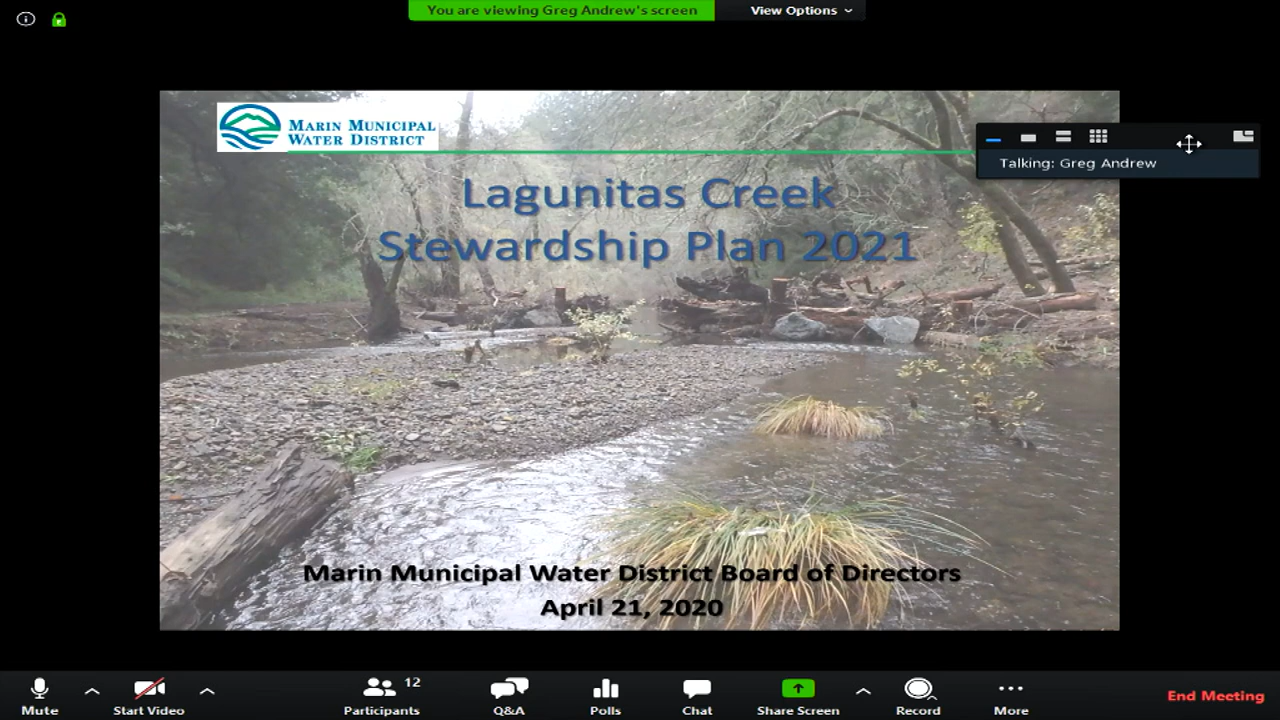 You are viewing Greg Andrew's screen
View Options
MARIN MUNICIPAL
WATER DISTRICT
Talking: Greg Andrew
Lagunitas Creek
Stewardship Plan 2021
Marin Municipal Water District Board of Directors
April 21, 2020
Mute
Start Video
12
Participants
Q&A
Polls
Chat
Share Screen
Record
More
End Meeting